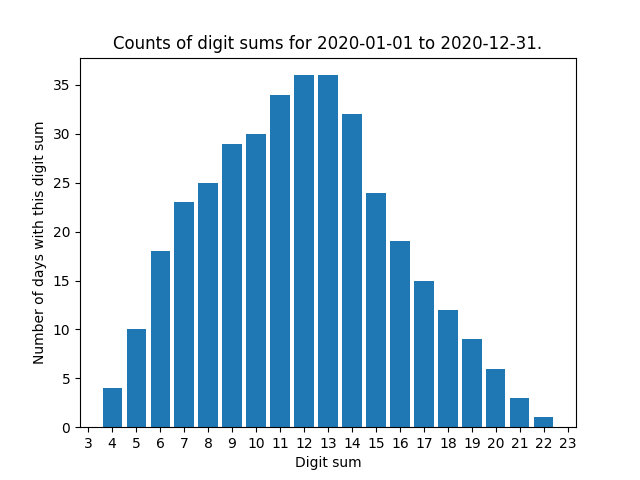 Counts of digit sums for 2020-01-01 to 2020-12-31.
Number of days with this digit sum
35
30
25
20
15
10
5
0
3 4 5 6 7 8 9 10 11 12 13 14 15 16 17 18 19 20 21 22 23
Digit sum